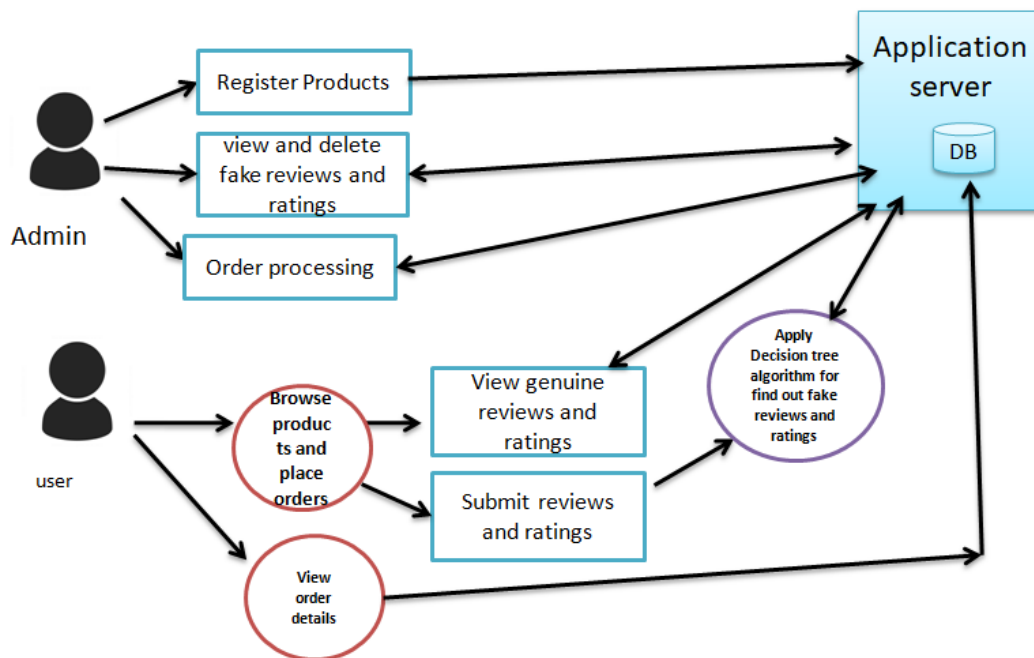 Application
server
DB
Register Products
view and delete
fake reviews and
ratings
Order processing
Admin
user
Browse
produc
ts and
place
orders
View genuine
reviews and
ratings
Submit reviews
and ratings
Apply
Decision tree
algorithm for
find out fake
reviews and
ratings
View
order
details